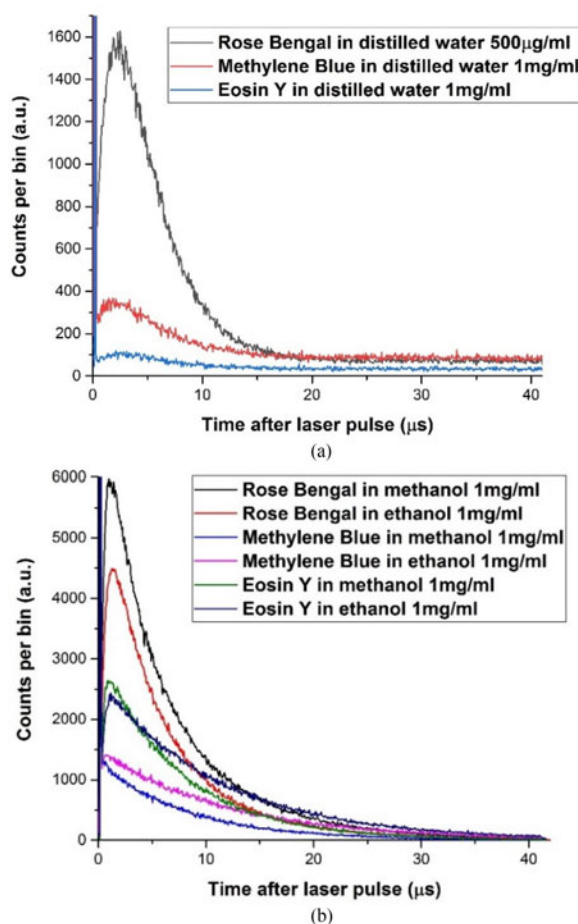 Rose Bengal in distilled water 500μg/ml
Methylene Blue in distilled water 1mg/ml
Eosin Y in distilled water 1mg/ml
Counts per bin (a.u.)
1600
1400
1200
1000
800
600
400
200
0
0 10 20 30 40
Time after laser pulse (μs)
(a)
Rose Bengal in methanol 1mg/ml
Rose Bengal in ethanol 1mg/ml
Methylene Blue in methanol 1mg/ml
Methylene Blue in ethanol 1mg/ml
Eosin Y in methanol 1mg/ml
Eosin Y in ethanol 1mg/ml
Counts per bin (a.u.)
6000
5000
4000
3000
2000
1000
0
0 10 20 30 40
Time after laser pulse (μs)
(b)